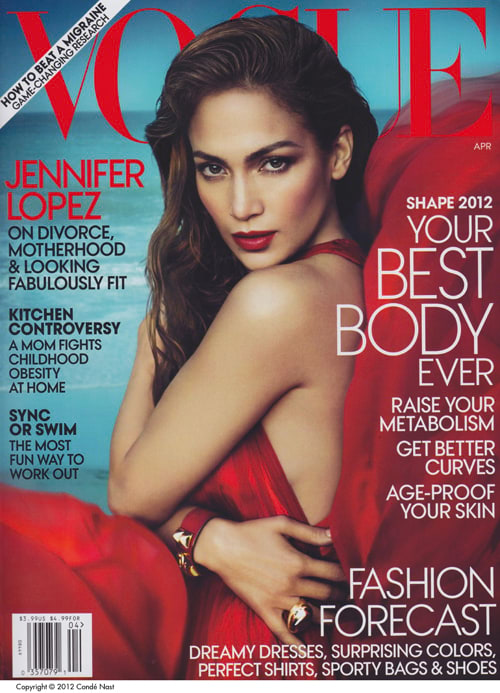 HOW TO BEAT A MIGRAINE
GAME-CHANGING RESEARCH
VOGUE
APR
JENNIFER
LOPEZ
ON DIVORCE,
MOTHERHOOD
& LOOKING
FABULOUSLY FIT
KITCHEN
CONTROVERSY
A MOM FIGHTS
CHILDHOOD
OBESITY
AT HOME
SYNC
OR SWIM
THE MOST
FUN WAY TO
WORK OUT
SHAPE 2012
YOUR
BEST
BODY
EVER
RAISE YOUR
METABOLISM
GET BETTER
CURVES
AGE-PROOF
YOUR SKIN
FASHION
FORECAST
DREAMY DRESSES, SURPRISING COLORS,
PERFECT SHIRTS, SPORTY BAGS & SHOES
$3.99US $4.99FOR
04>
0 357079 1
Copyright © 2012 Condé Nast